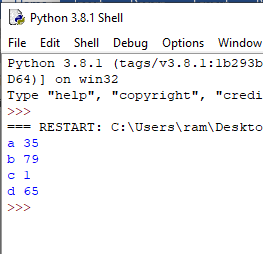 Python 3.8.1 Shell
File Edit Shell Debug Options Window
Python 3.8.1 (tags/v3.8.1:1b293b
D64)] on win32
Type "help", "copyright", "credi
>>>
=== RESTART: C:\Users\ram\Deskto
a 35
b 79
c 1
d 65
>>>